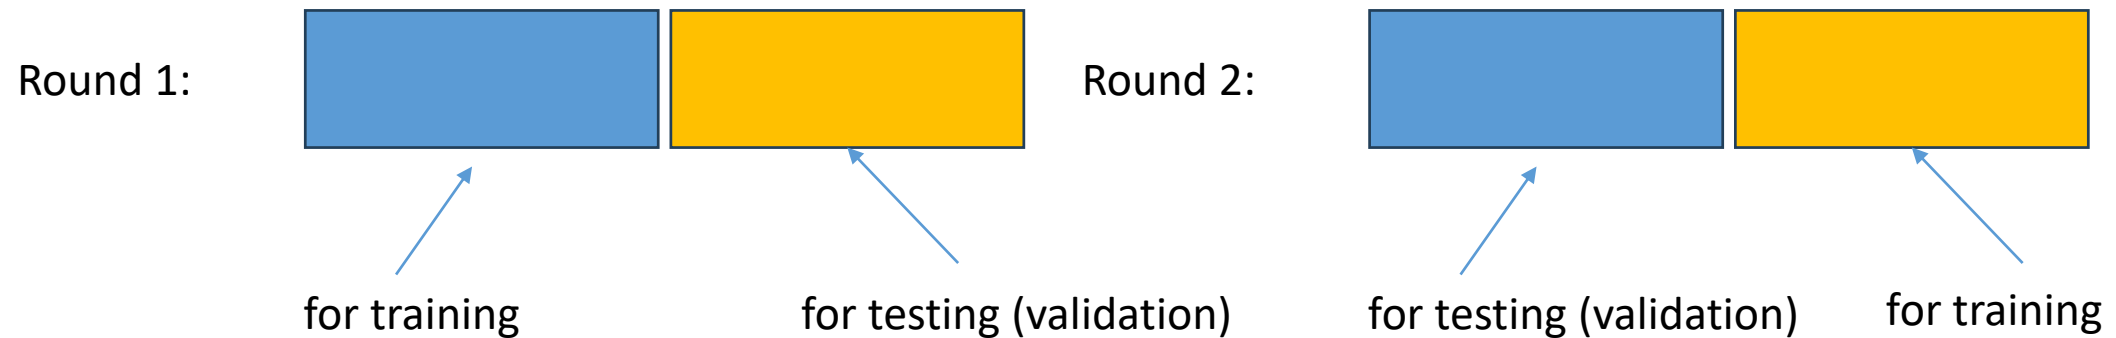 Round 1:
Round 2:
for training
for testing (validation)
for testing (validation)
for training